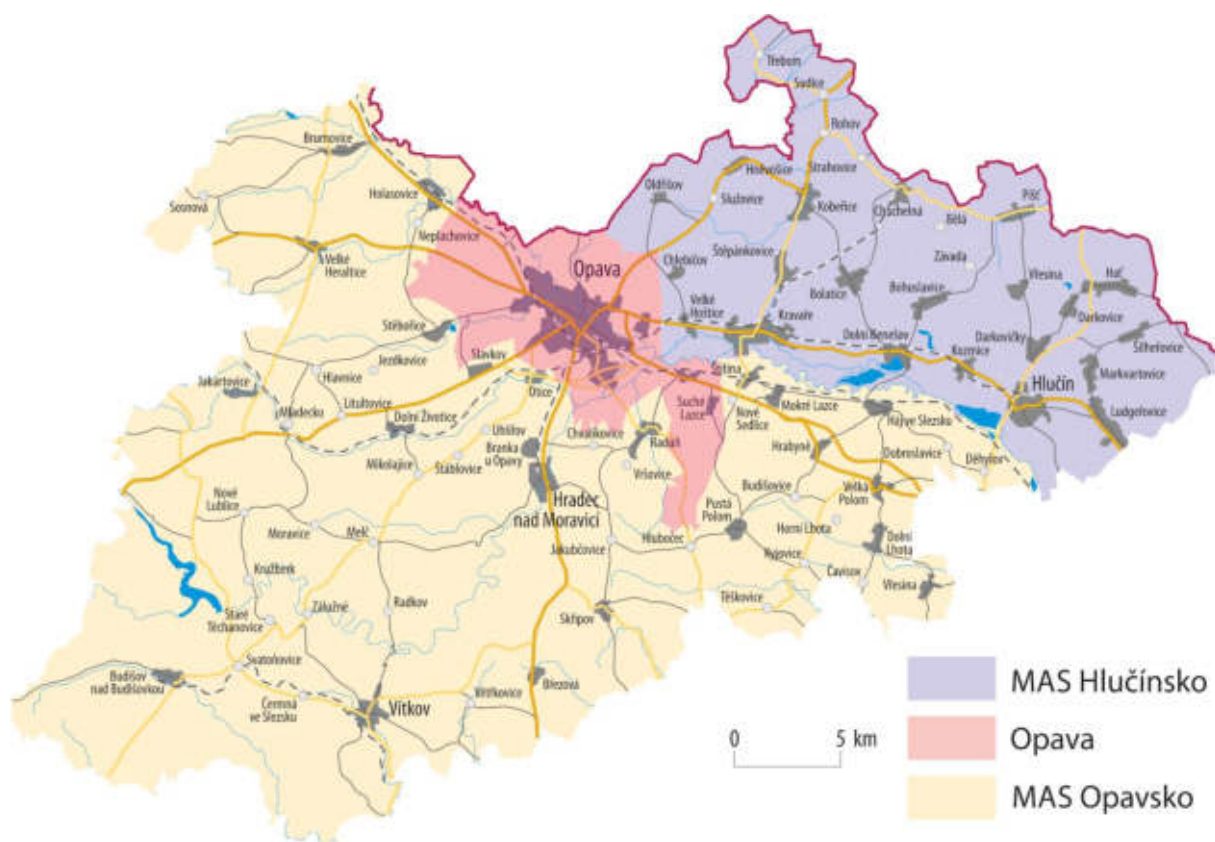 Třebom
Sudice
Rohov
Brumovice
Hněvošice
Strahovice
Oldřišov
Holasovice
Služovice
Kobeřice
Chuchelná
Píšť
Sosnová
Bělá
Neplachovice
Štěpánkovice
Závada
Vřesina
Hať
Velké
Heraltice
Opava
Chlebičov
Bolatice
Bohuslavice
Darkovice
Velké
Hoštice
Kravaře
Dolní Benešov
Darkovičky
Stěbořice
Kozmice
Šilheřovice
Slavkov
Jezdkovice
Markvartovice
Hlavnice
Jakartovice
Štítina
Hlučín
Otice
Suché
Lazce
Mokré Lazce
Litultovice
Mladecko
Dolní Životice
Nové
Sedlice
Háj ve Slezsku
Ludgeřovice
Uhlířov
Chvalíkovice
Raduň
Branka
u Opavy
Hrabyně
Dobroslavice
Děhylov
Mikolajice
Štáblovice
Vršovice
Budišovice
Velká
Polom
Nové
Lublice
Hradec
nad Moravicí
Pustá
Polom
Moravice
Melč
Horní Lhota
Jakubčovice
Hlubočec
Dolní
Lhota
Kyjovice
Kružberk
Čavisov
Vřesina
Zálužné
Radkov
Těškovice
Staré
Těchanovice
Skřipov
Svatoňovice
Budišov
nad Budišovkou
Větřkovice
Březová
Čermná
ve Slezsku
Vítkov
0 5 km
MAS Hlučínsko
Opava
MAS Opavsko